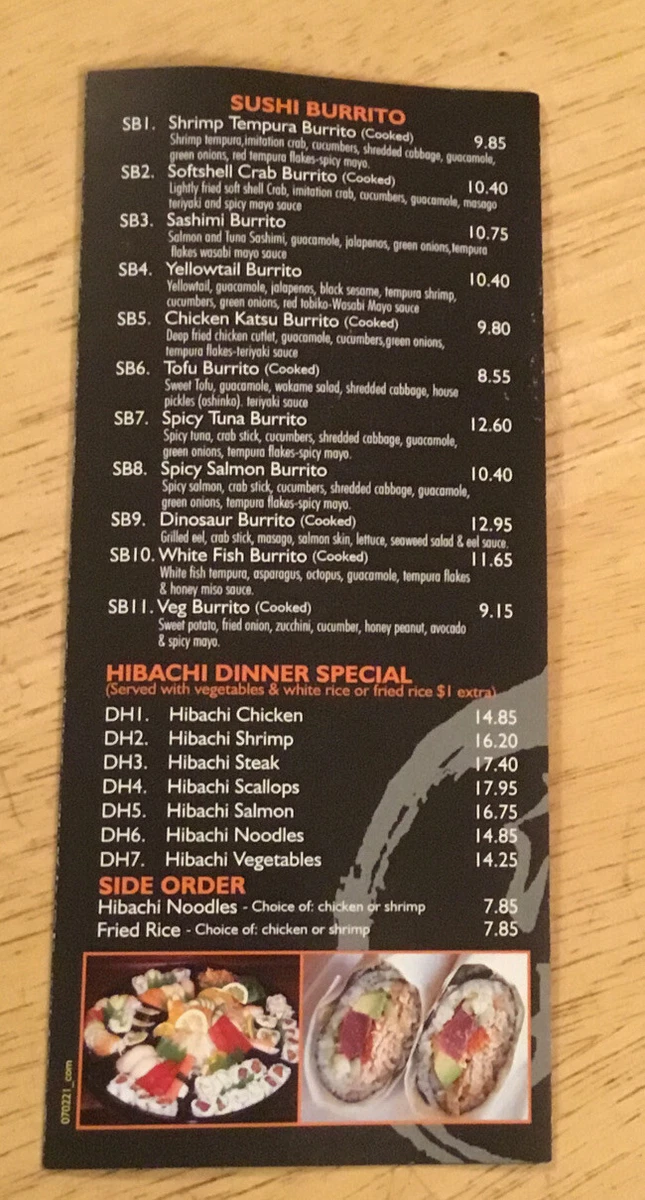 SUSHI BURRITO
SB1. Shrimp Tempura Burrito (Cooked) 9.85
Shrimp tempura,imitation crab, cucumbers, shredded cabbage, guacamole,
green onions, red tempura flakes-spicy mayo.
SB2. Softshell Crab Burrito (Cooked) 10.40
Lightly fried soft shell Crab, imitation crab, cucumbers, guacamole, masago
teriyaki and spicy mayo sauce
SB3. Sashimi Burrito 10.75
Salmon and Tuna Sashimi, guacamole, jalapenos, green onions,tempura
flakes wasabi mayo sauce
SB4. Yellowtail Burrito 10.40
Yellowtail, guacamole, jalapenos, black sesame, tempura shrimp,
cucumbers, green onions, red tobiko-Wasabi Mayo sauce
SB5. Chicken Katsu Burrito (Cooked) 9.80
Deep fried chicken cutlet, guacamole, cucumbers,green onions,
tempura flakes-teriyaki sauce
SB6. Tofu Burrito (Cooked) 8.55
Sweet Tofu, guacamole, wakame salad, shredded cabbage, house
pickles (oshinko). teriyaki sauce
SB7. Spicy Tuna Burrito 12.60
Spicy tuna, crab stick, cucumbers, shredded cabbage, guacamole,
green onions, tempura flakes-spicy mayo.
SB8. Spicy Salmon Burrito 10.40
Spicy salmon, crab stick, cucumbers, shredded cabbage, guacamole,
green onions, tempura flakes-spicy mayo.
SB9. Dinosaur Burrito (Cooked) 12.95
Grilled eel, crab stick, masago, salmon skin, lettuce, seaweed salad & eel sauce.
SB10. White Fish Burrito (Cooked) 11.65
White fish tempura, asparagus, octopus, guacamole, tempura flakes
& honey miso sauce.
SB11. Veg Burrito (Cooked) 9.15
Sweet potato, fried onion, zucchini, cucumber, honey peanut, avocado
& spicy mayo.
HIBACHI DINNER SPECIAL
(Served with vegetables & white rice or fried rice $1 extra)
DH1. Hibachi Chicken 14.85
DH2. Hibachi Shrimp 16.20
DH3. Hibachi Steak 17.40
DH4. Hibachi Scallops 17.95
DH5. Hibachi Salmon 16.75
DH6. Hibachi Noodles 14.85
DH7. Hibachi Vegetables 14.25
SIDE ORDER
Hibachi Noodles - Choice of: chicken or shrimp 7.85
Fried Rice - Choice of: chicken or shrimp 7.85
070221_com